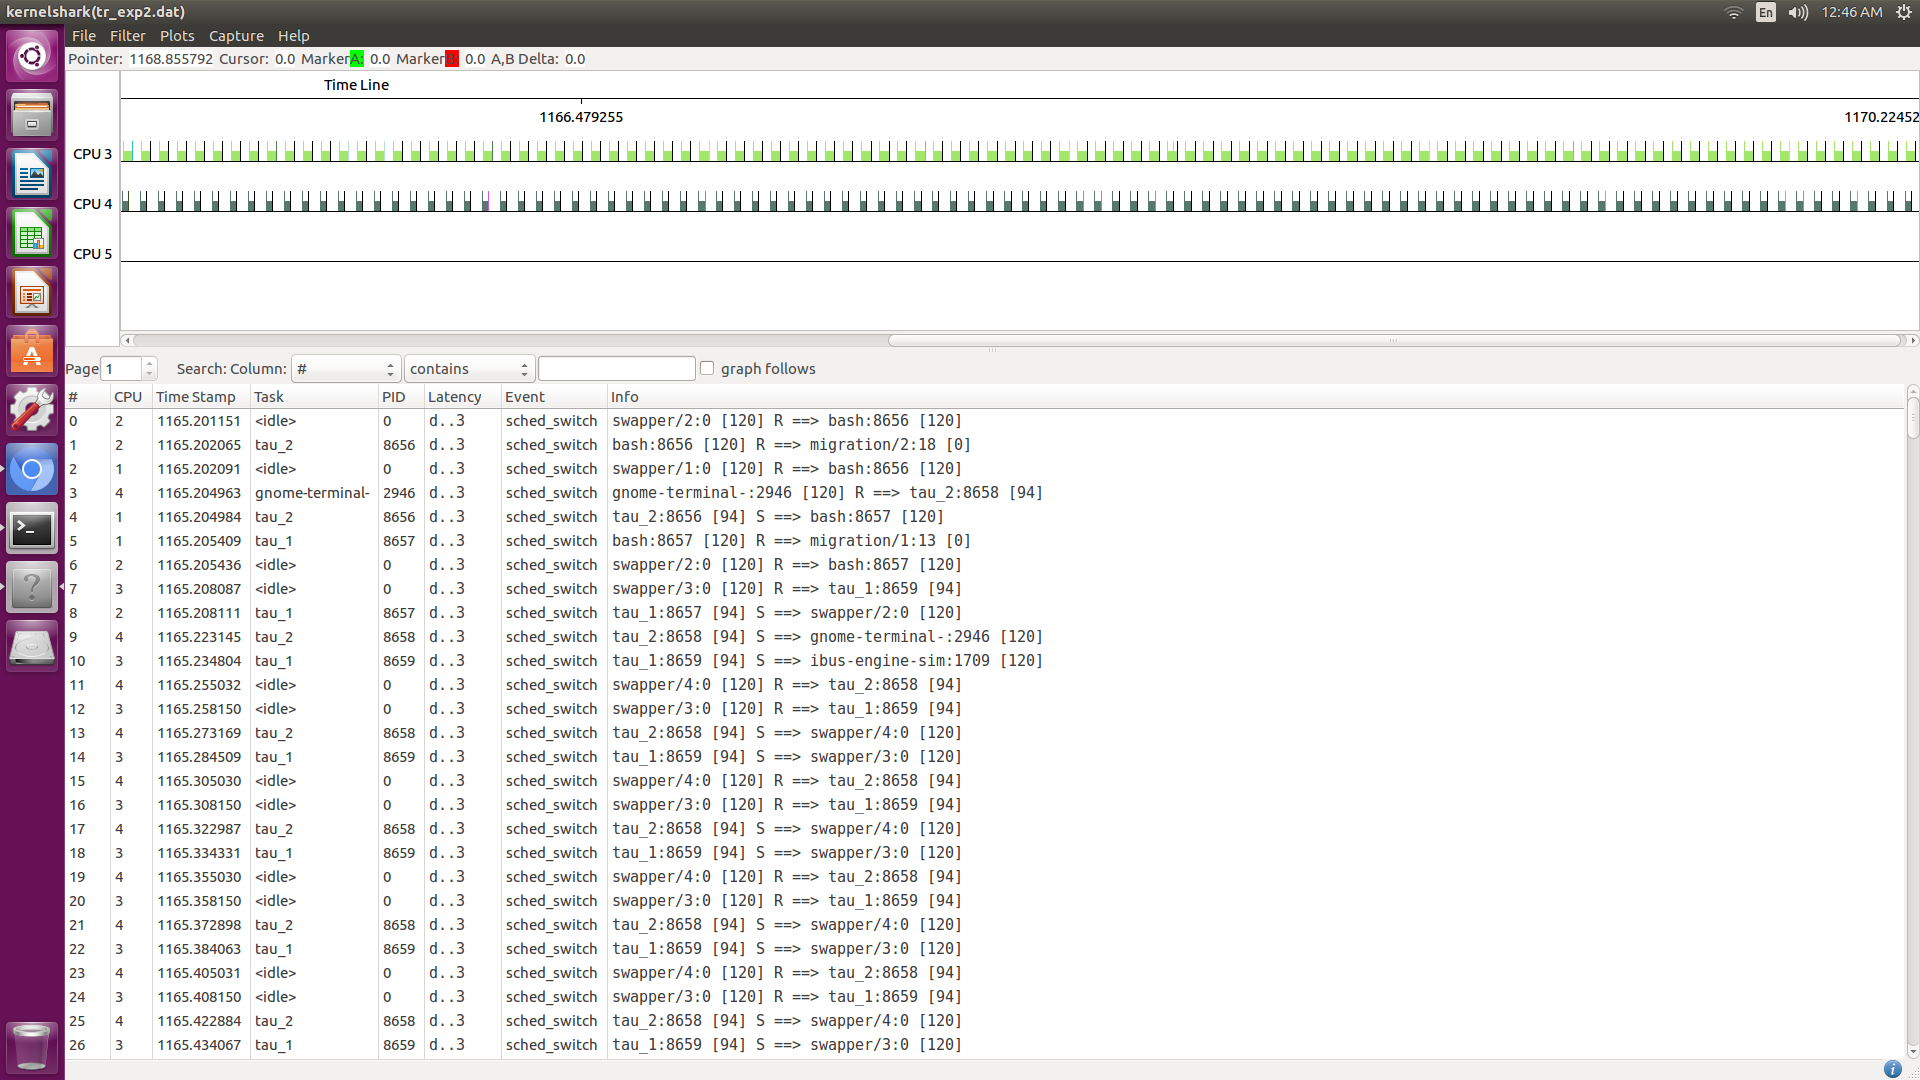 kernelshark(tr_exp2.dat)
En 12:46 AM
File Filter Plots Capture Help
Pointer: 1168.855792 Cursor: 0.0 Marker A: 0.0 Marker B: 0.0 A,B Delta: 0.0
Time Line
1166.479255 1170.22452
CPU 3
CPU 4
CPU 5
Page 1 Search: Column: # contains graph follows
# CPU Time Stamp Task PID Latency Event Info
0 2 1165.201151 <idle> 0 d..3 sched_switch swapper/2:0 [120] R ==> bash:8656 [120]
1 2 1165.202065 tau_2 8656 d..3 sched_switch bash:8656 [120] R ==> migration/2:18 [0]
2 1 1165.202091 <idle> 0 d..3 sched_switch swapper/1:0 [120] R ==> bash:8656 [120]
3 4 1165.204963 gnome-terminal- 2946 d..3 sched_switch gnome-terminal-:2946 [120] R ==> tau_2:8658 [94]
4 1 1165.204984 tau_2 8656 d..3 sched_switch tau_2:8656 [94] S ==> bash:8657 [120]
5 1 1165.205409 tau_1 8657 d..3 sched_switch bash:8657 [120] R ==> migration/1:13 [0]
6 2 1165.205436 <idle> 0 d..3 sched_switch swapper/2:0 [120] R ==> bash:8657 [120]
7 3 1165.208087 <idle> 0 d..3 sched_switch swapper/3:0 [120] R ==> tau_1:8659 [94]
8 2 1165.208111 tau_1 8657 d..3 sched_switch tau_1:8657 [94] S ==> swapper/2:0 [120]
9 4 1165.223145 tau_2 8658 d..3 sched_switch tau_2:8658 [94] S ==> gnome-terminal-:2946 [120]
10 3 1165.234804 tau_1 8659 d..3 sched_switch tau_1:8659 [94] S ==> ibus-engine-sim:1709 [120]
11 4 1165.255032 <idle> 0 d..3 sched_switch swapper/4:0 [120] R ==> tau_2:8658 [94]
12 3 1165.258150 <idle> 0 d..3 sched_switch swapper/3:0 [120] R ==> tau_1:8659 [94]
13 4 1165.273169 tau_2 8658 d..3 sched_switch tau_2:8658 [94] S ==> swapper/4:0 [120]
14 3 1165.284509 tau_1 8659 d..3 sched_switch tau_1:8659 [94] S ==> swapper/3:0 [120]
15 4 1165.305030 <idle> 0 d..3 sched_switch swapper/4:0 [120] R ==> tau_2:8658 [94]
16 3 1165.308150 <idle> 0 d..3 sched_switch swapper/3:0 [120] R ==> tau_1:8659 [94]
17 4 1165.322987 tau_2 8658 d..3 sched_switch tau_2:8658 [94] S ==> swapper/4:0 [120]
18 3 1165.334331 tau_1 8659 d..3 sched_switch tau_1:8659 [94] S ==> swapper/3:0 [120]
19 4 1165.355030 <idle> 0 d..3 sched_switch swapper/4:0 [120] R ==> tau_2:8658 [94]
20 3 1165.358150 <idle> 0 d..3 sched_switch swapper/3:0 [120] R ==> tau_1:8659 [94]
21 4 1165.372898 tau_2 8658 d..3 sched_switch tau_2:8658 [94] S ==> swapper/4:0 [120]
22 3 1165.384063 tau_1 8659 d..3 sched_switch tau_1:8659 [94] S ==> swapper/3:0 [120]
23 4 1165.405031 <idle> 0 d..3 sched_switch swapper/4:0 [120] R ==> tau_2:8658 [94]
24 3 1165.408150 <idle> 0 d..3 sched_switch swapper/3:0 [120] R ==> tau_1:8659 [94]
25 4 1165.422884 tau_2 8658 d..3 sched_switch tau_2:8658 [94] S ==> swapper/4:0 [120]
26 3 1165.434067 tau_1 8659 d..3 sched_switch tau_1:8659 [94] S ==> swapper/3:0 [120]